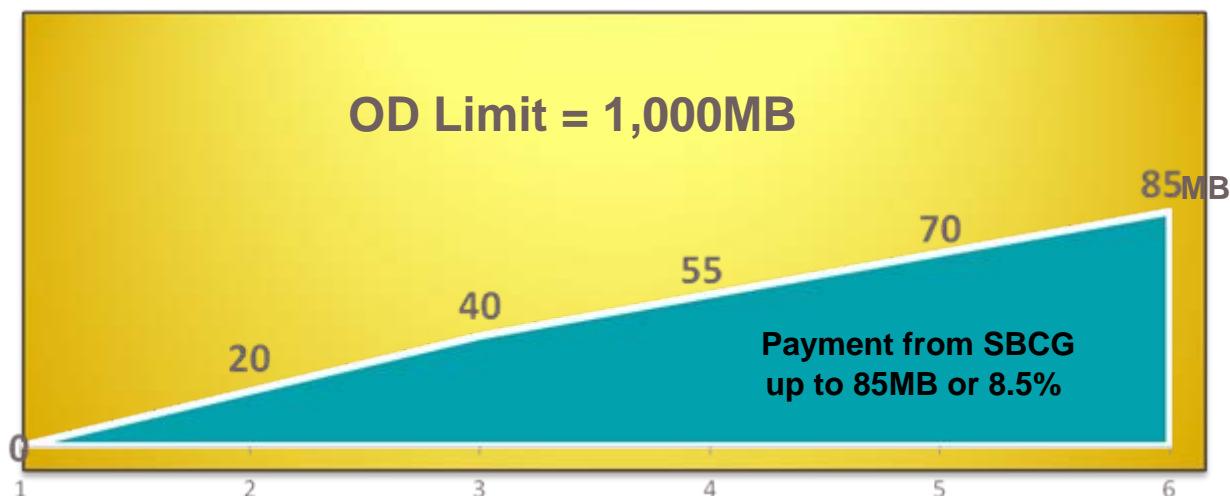 OD Limit = 1,000MB
85MB
70
55
40
20
0
Payment from SBCG
up to 85MB or 8.5%
1 2 3 4 5 6